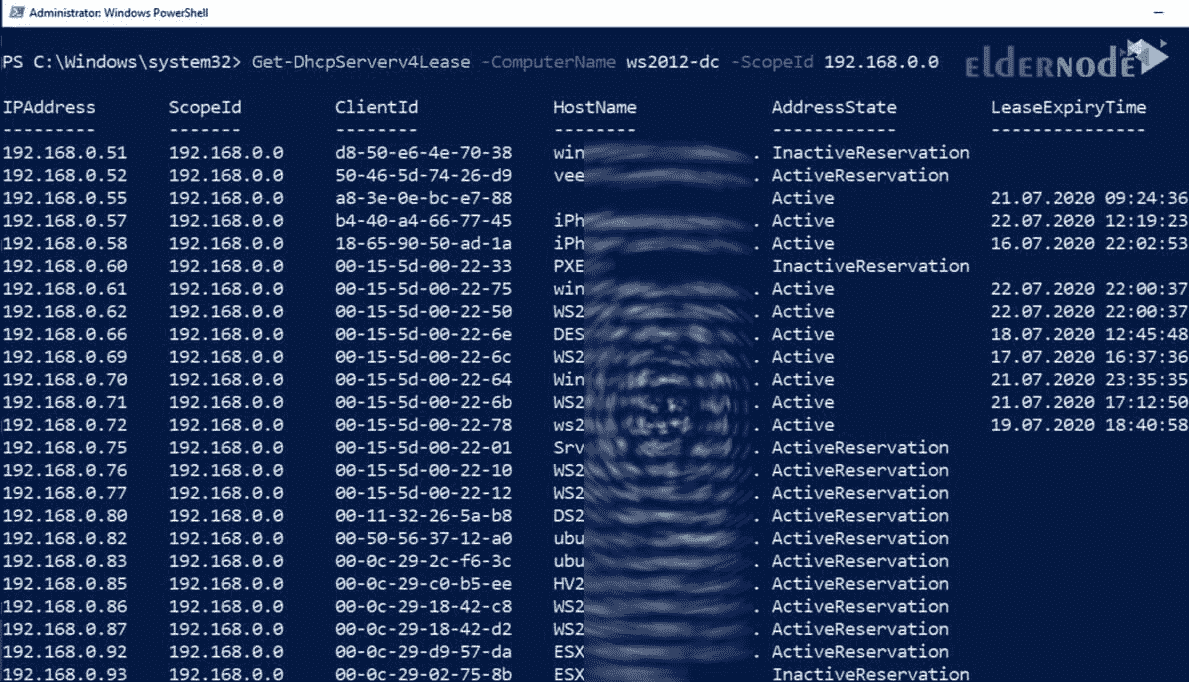 Administrator: Windows PowerShell
PS C:\Windows\system32> Get-DhcpServerv4Lease -ComputerName ws2012-dc -ScopeId 192.168.0.0
eldernode
IPAddress ScopeId ClientId HostName AddressState LeaseExpiryTime
--------- ------- -------- -------- ------------ ---------------
192.168.0.51 192.168.0.0 d8-50-e6-4e-70-38 win . InactiveReservation
192.168.0.52 192.168.0.0 50-46-5d-74-26-d9 vee . ActiveReservation
192.168.0.55 192.168.0.0 a8-3e-0e-bc-e7-88 Active 21.07.2020 09:24:36
192.168.0.57 192.168.0.0 b4-40-a4-66-77-45 iPh . Active 22.07.2020 12:19:23
192.168.0.58 192.168.0.0 18-65-90-50-ad-1a iPh . Active 16.07.2020 22:02:53
192.168.0.60 192.168.0.0 00-15-5d-00-22-33 PXE InactiveReservation
192.168.0.61 192.168.0.0 00-15-5d-00-22-75 win . Active 22.07.2020 22:00:37
192.168.0.62 192.168.0.0 00-15-5d-00-22-50 WS2 . Active 22.07.2020 22:00:37
192.168.0.66 192.168.0.0 00-15-5d-00-22-6e DES . Active 18.07.2020 12:45:48
192.168.0.69 192.168.0.0 00-15-5d-00-22-6c WS2 . Active 17.07.2020 16:37:36
192.168.0.70 192.168.0.0 00-15-5d-00-22-64 Win . Active 21.07.2020 23:35:35
192.168.0.71 192.168.0.0 00-15-5d-00-22-6b WS2 . Active 21.07.2020 17:12:50
192.168.0.72 192.168.0.0 00-15-5d-00-22-78 ws2 . Active 19.07.2020 18:40:58
192.168.0.75 192.168.0.0 00-15-5d-00-22-01 Srv . ActiveReservation
192.168.0.76 192.168.0.0 00-15-5d-00-22-10 WS2 . ActiveReservation
192.168.0.77 192.168.0.0 00-15-5d-00-22-12 WS2 . ActiveReservation
192.168.0.80 192.168.0.0 00-11-32-26-5a-b8 DS2 . ActiveReservation
192.168.0.82 192.168.0.0 00-50-56-37-12-a0 ubu . ActiveReservation
192.168.0.83 192.168.0.0 00-0c-29-2c-f6-3c ubu . ActiveReservation
192.168.0.85 192.168.0.0 00-0c-29-c0-b5-ee HV2 . ActiveReservation
192.168.0.86 192.168.0.0 00-0c-29-18-42-c8 WS2 . ActiveReservation
192.168.0.87 192.168.0.0 00-0c-29-18-42-d2 WS2 . ActiveReservation
192.168.0.92 192.168.0.0 00-0c-29-d9-57-da ESX . ActiveReservation
192.168.0.93 192.168.0.0 00-0c-29-02-75-8b ESX InactiveReservation